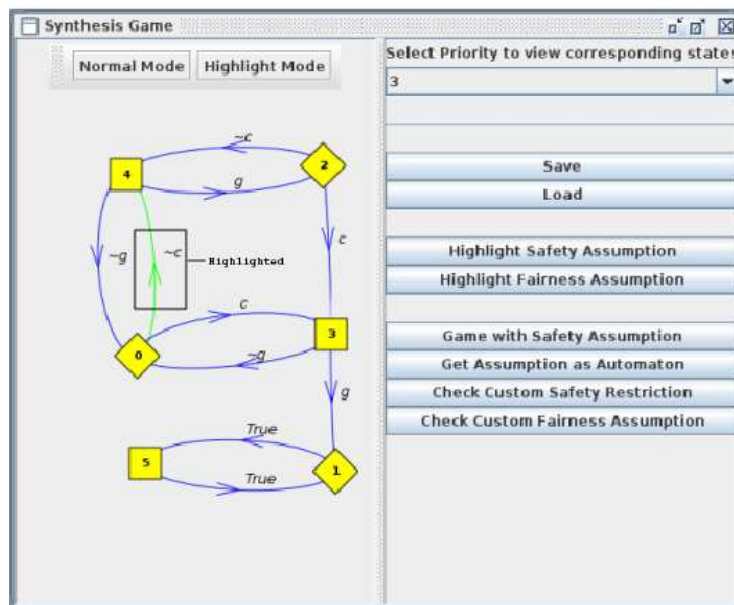 Synthesis Game
Normal Mode
Highlight Mode
Select Priority to view corresponding state
3
Save
Load
Highlight Safety Assumption
Highlight Fairness Assumption
Game with Safety Assumption
Get Assumption as Automaton
Check Custom Safety Restriction
Check Custom Fairness Assumption
~c
4
2
g
c
~g
~c
Highlighted
c
3
0
~g
g
True
5
1
True